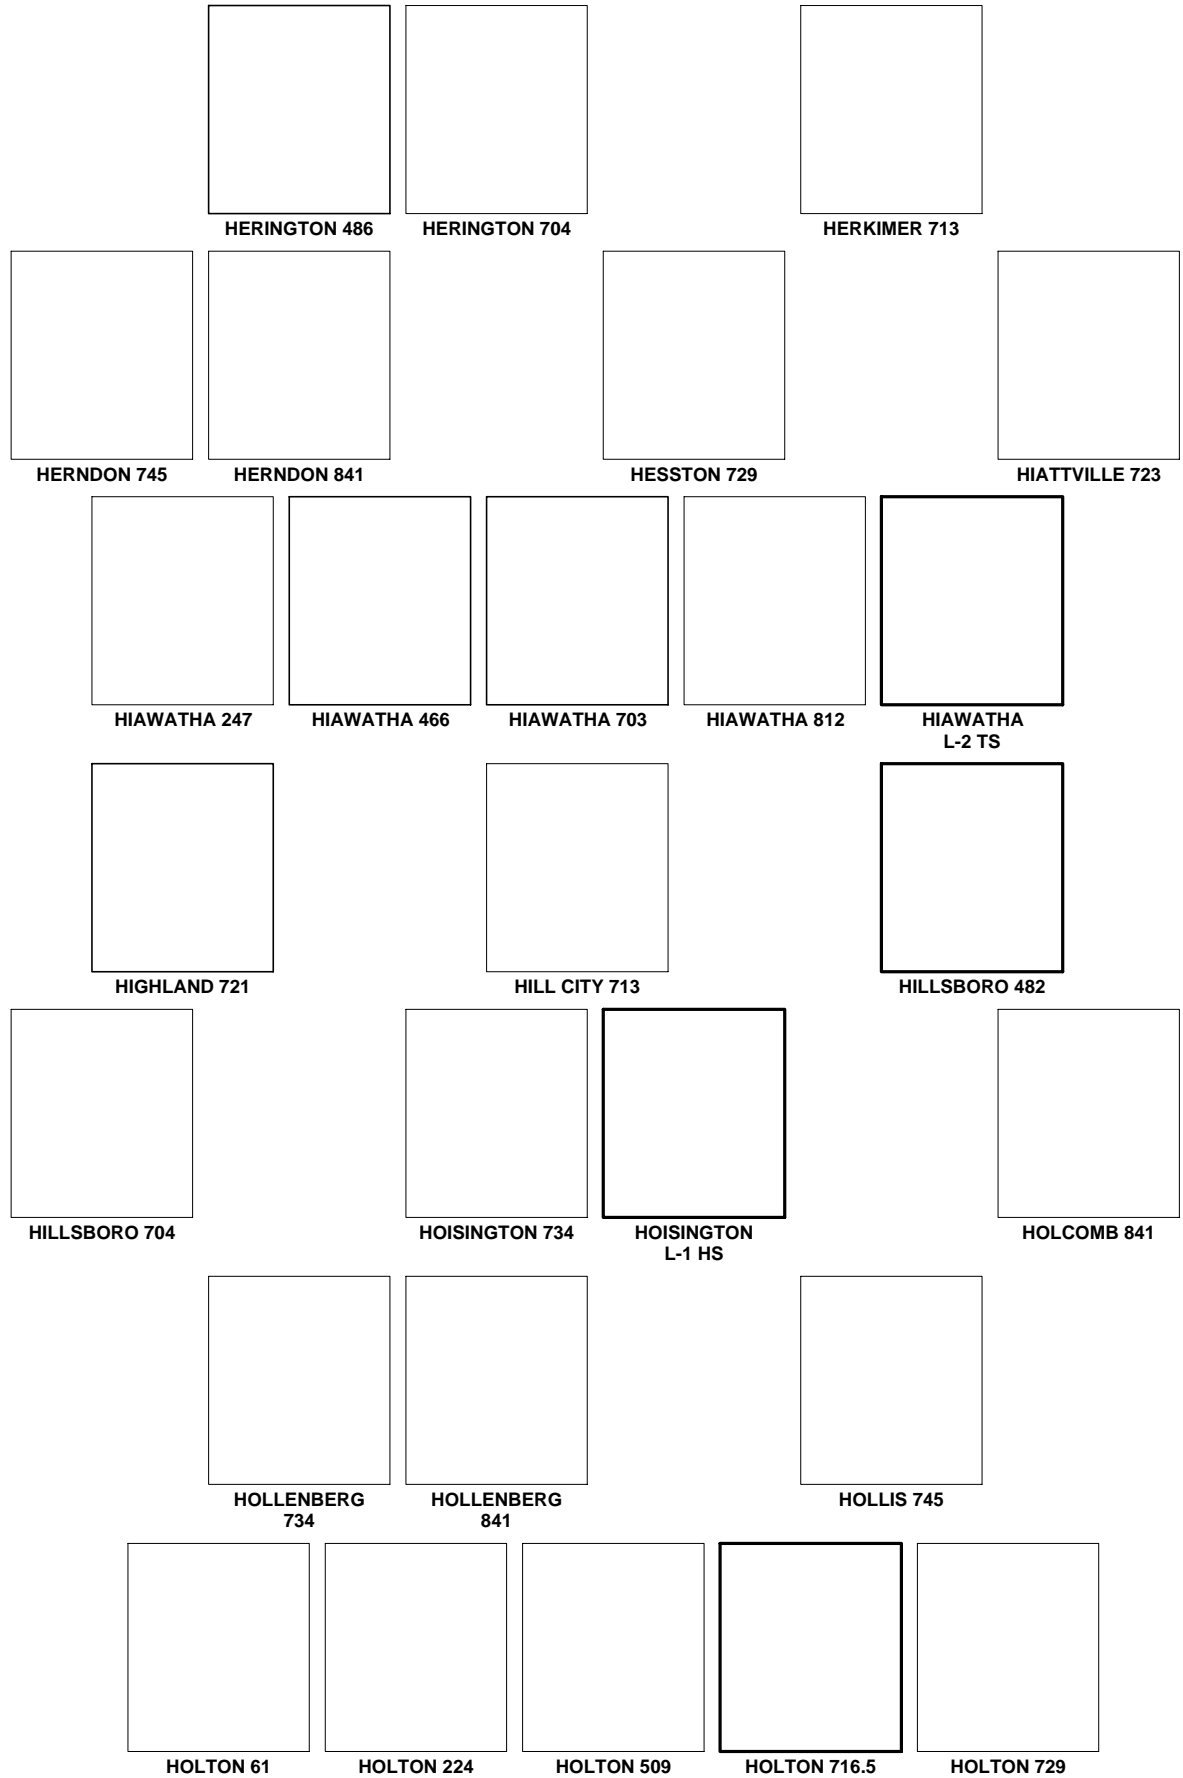 HERINGTON 486
HERINGTON 704
HERKIMER 713
HERNDON 745
HERNDON 841
HESSTON 729
HIATTVILLE 723
HIAWATHA 247
HIAWATHA 466
HIAWATHA 703
HIAWATHA 812
HIAWATHA
L-2 TS
HIGHLAND 721
HILL CITY 713
HILLSBORO 482
HILLSBORO 704
HOISINGTON 734
HOISINGTON
L-1 HS
HOLCOMB 841
HOLLENBERG
734
HOLLENBERG
841
HOLLIS 745
HOLTON 61
HOLTON 224
HOLTON 509
HOLTON 716.5
HOLTON 729